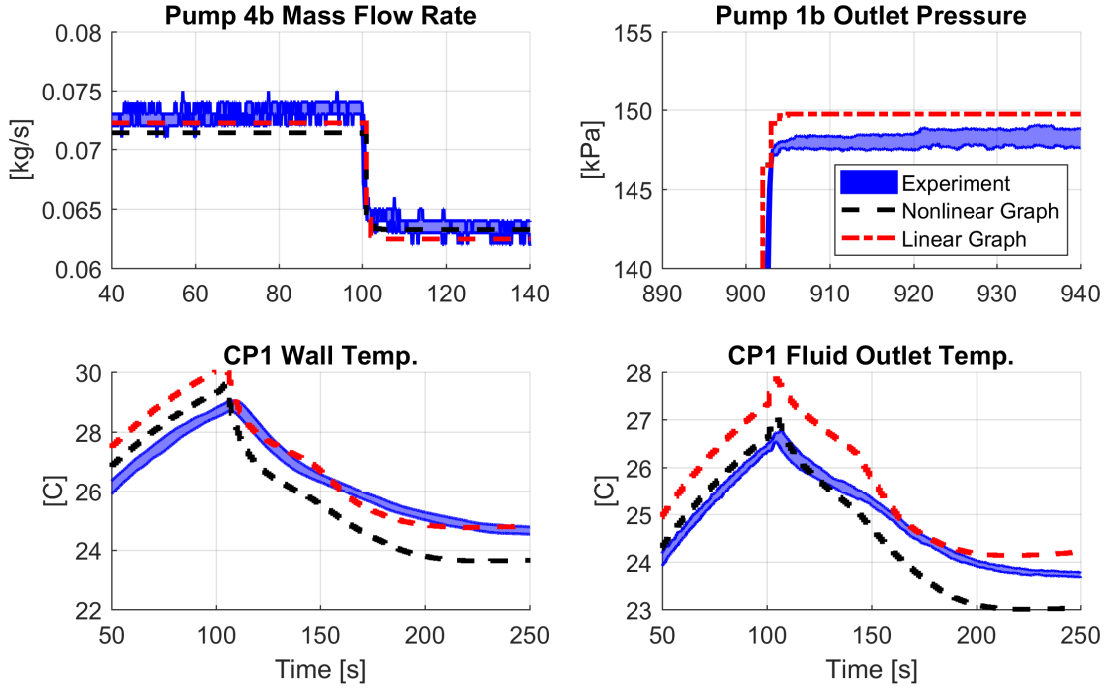 Pump 4b Mass Flow Rate
0.08
0.075
0.07
0.065
0.06
[kg/s]
40 60 80 100 120 140
Pump 1b Outlet Pressure
155
150
145
140
[kPa]
Experiment
Nonlinear Graph
Linear Graph
890 900 910 920 930 940
CP1 Wall Temp.
30
28
26
24
22
[C]
50 100 150 200 250
Time [s]
CP1 Fluid Outlet Temp.
28
27
26
25
24
23
[C]
50 100 150 200 250
Time [s]